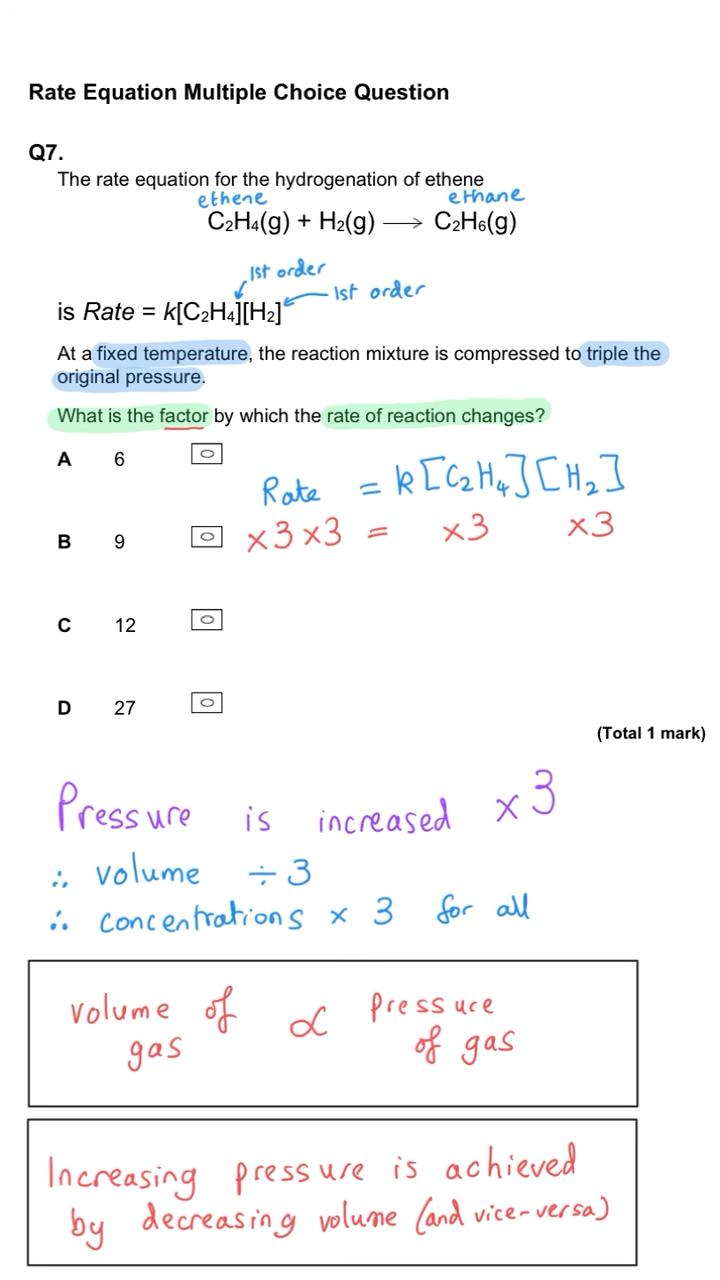 Rate Equation Multiple Choice Question
Q7.
The rate equation for the hydrogenation of ethene
ethene ethane
C₂H₄(g) + H₂(g) ⟶ C₂H₆(g)
1st order
1st order
is Rate = k[C₂H₄][H₂]
At a fixed temperature, the reaction mixture is compressed to triple the
original pressure.
What is the factor by which the rate of reaction changes?
A 6
Rate = k[C₂H₄][H₂]
B 9
×3 ×3 = ×3 ×3
C 12
D 27
(Total 1 mark)
Pressure is increased ×3
∴ volume ÷ 3
∴ concentrations × 3 for all
volume of gas ∝ pressure of gas
Increasing pressure is achieved
by decreasing volume (and vice-versa)